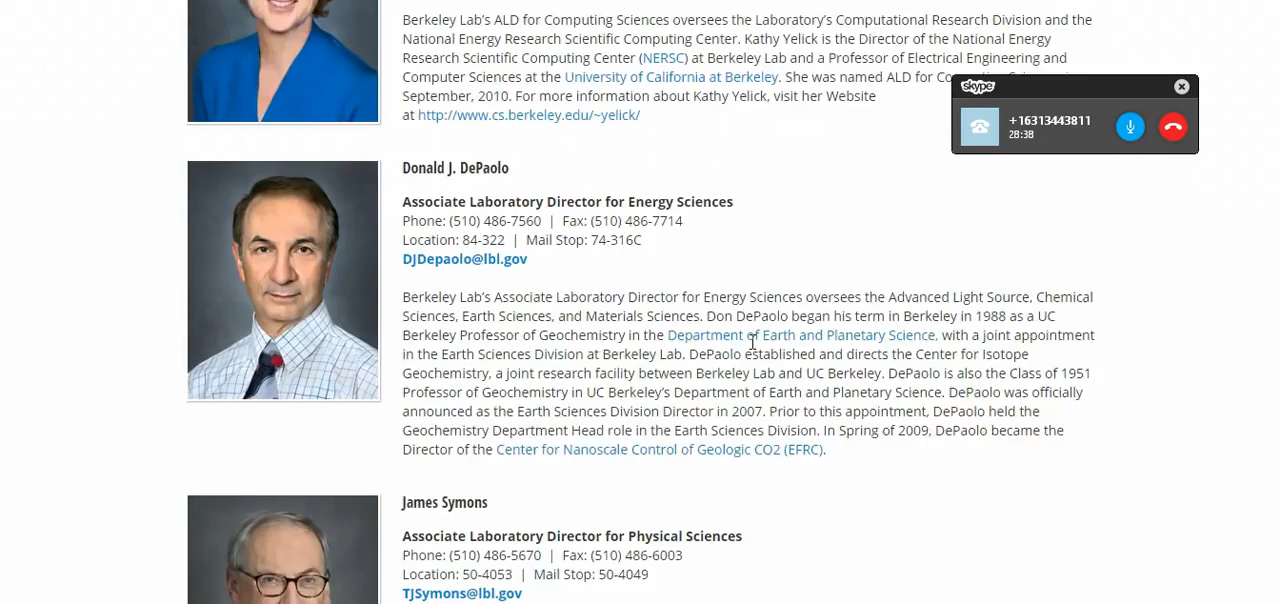 Berkeley Lab's ALD for Computing Sciences oversees the Laboratory's Computational Research Division and the
National Energy Research Scientific Computing Center. Kathy Yelick is the Director of the National Energy
Research Scientific Computing Center (NERSC) at Berkeley Lab and a Professor of Electrical Engineering and
Computer Sciences at the University of California at Berkeley. She was named ALD for
September, 2010. For more information about Kathy Yelick, visit her Website
at http://www.cs.berkeley.edu/~yelick/
skype
+16313443811
28:38
Donald J. DePaolo
Associate Laboratory Director for Energy Sciences
Phone: (510) 486-7560 | Fax: (510) 486-7714
Location: 84-322 | Mail Stop: 74-316C
DJDepaolo@lbl.gov
Berkeley Lab's Associate Laboratory Director for Energy Sciences oversees the Advanced Light Source, Chemical
Sciences, Earth Sciences, and Materials Sciences. Don DePaolo began his term in Berkeley in 1988 as a UC
Berkeley Professor of Geochemistry in the Department of Earth and Planetary Science, with a joint appointment
in the Earth Sciences Division at Berkeley Lab. DePaolo established and directs the Center for Isotope
Geochemistry, a joint research facility between Berkeley Lab and UC Berkeley. DePaolo is also the Class of 1951
Professor of Geochemistry in UC Berkeley's Department of Earth and Planetary Science. DePaolo was officially
announced as the Earth Sciences Division Director in 2007. Prior to this appointment, DePaolo held the
Geochemistry Department Head role in the Earth Sciences Division. In Spring of 2009, DePaolo became the
Director of the Center for Nanoscale Control of Geologic CO2 (EFRC).
James Symons
Associate Laboratory Director for Physical Sciences
Phone: (510) 486-5670 | Fax: (510) 486-6003
Location: 50-4053 | Mail Stop: 50-4049
TJSymons@lbl.gov